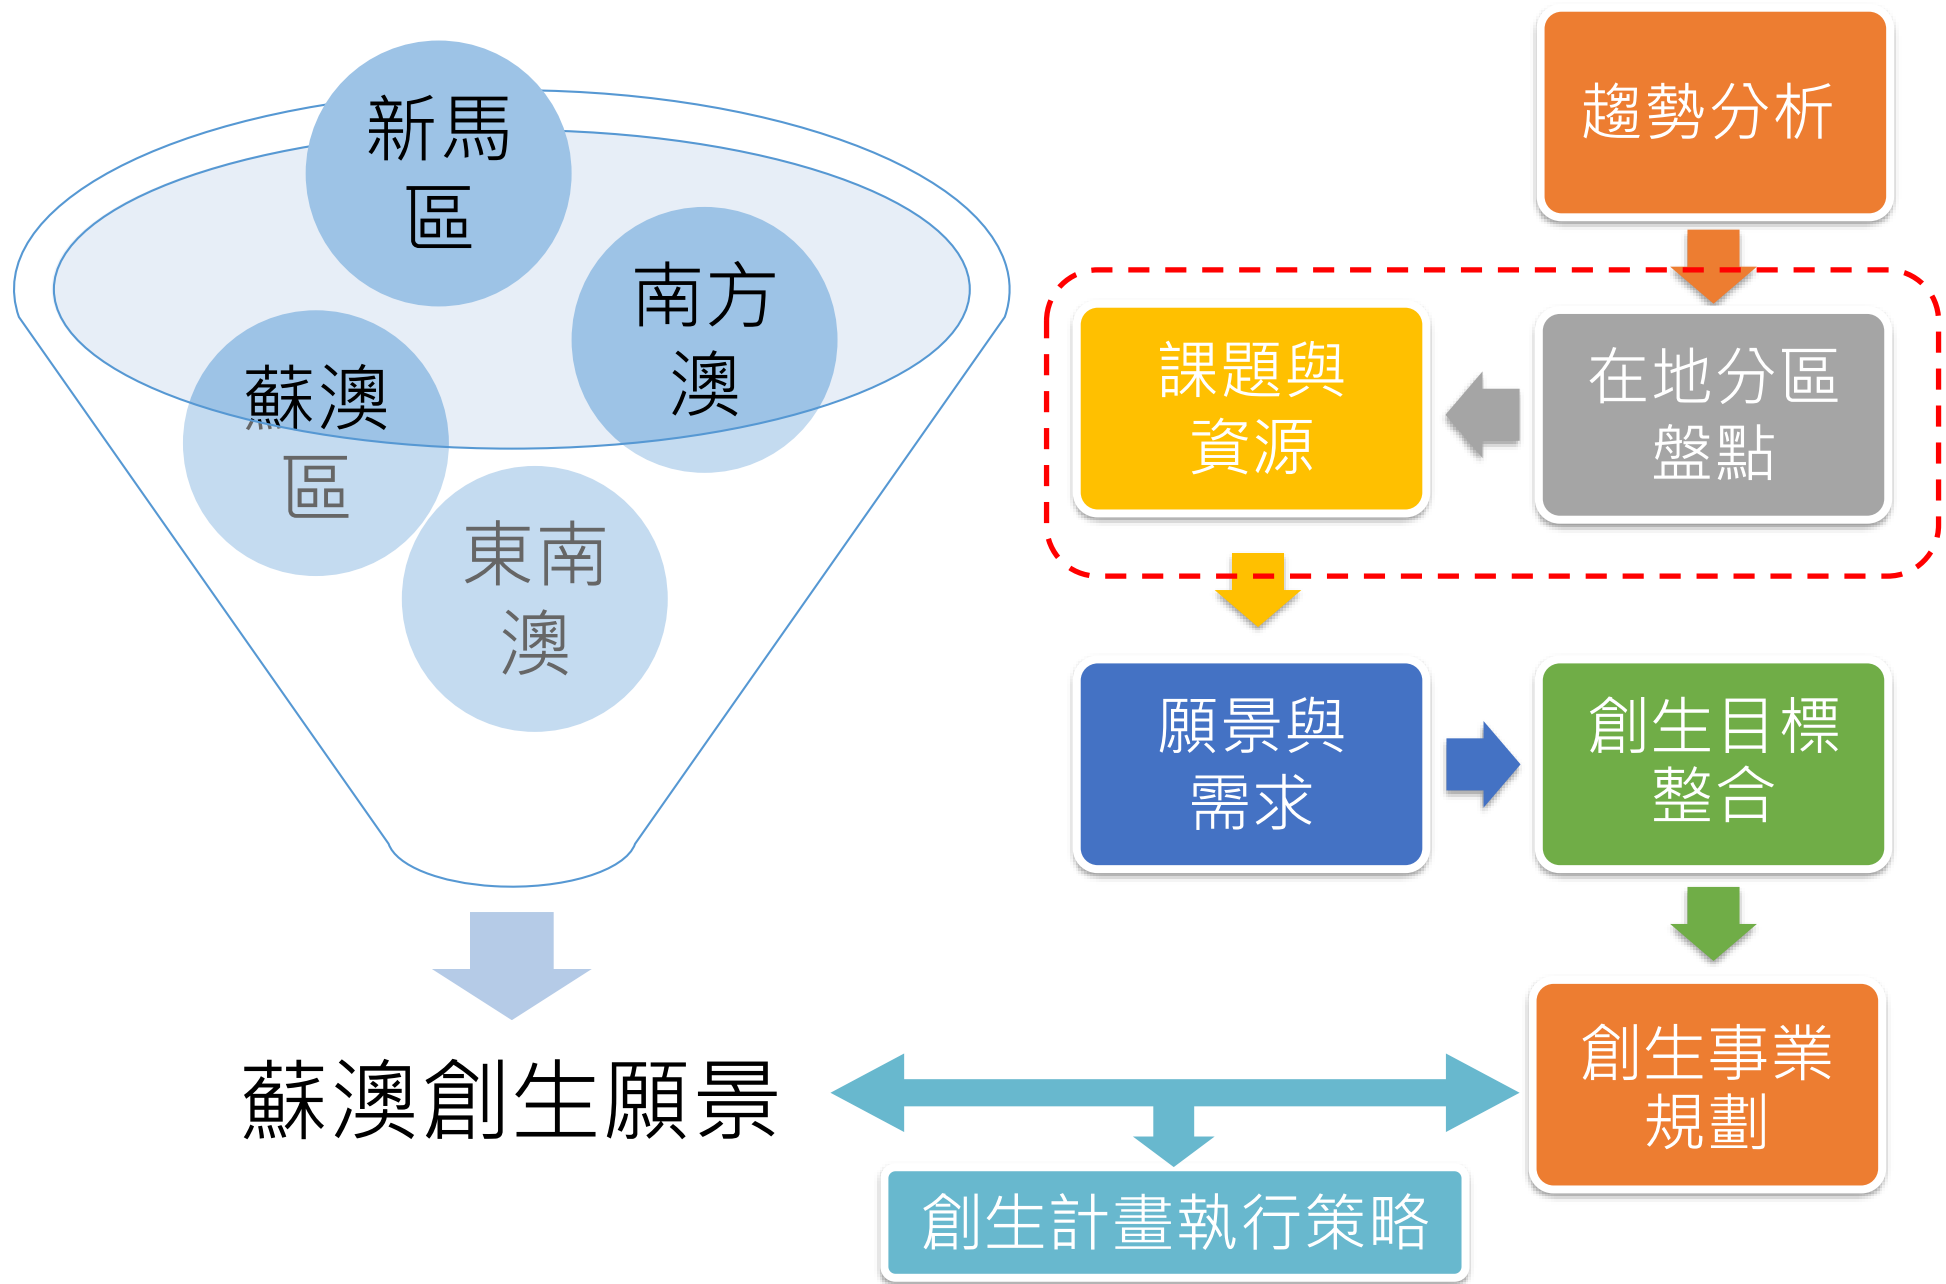 新馬
區
南方
澳
蘇澳
區
東南
澳
蘇澳創生願景
趨勢分析
在地分區
盤點
課題與
資源
願景與
需求
創生目標
整合
創生事業
規劃
創生計畫執行策略